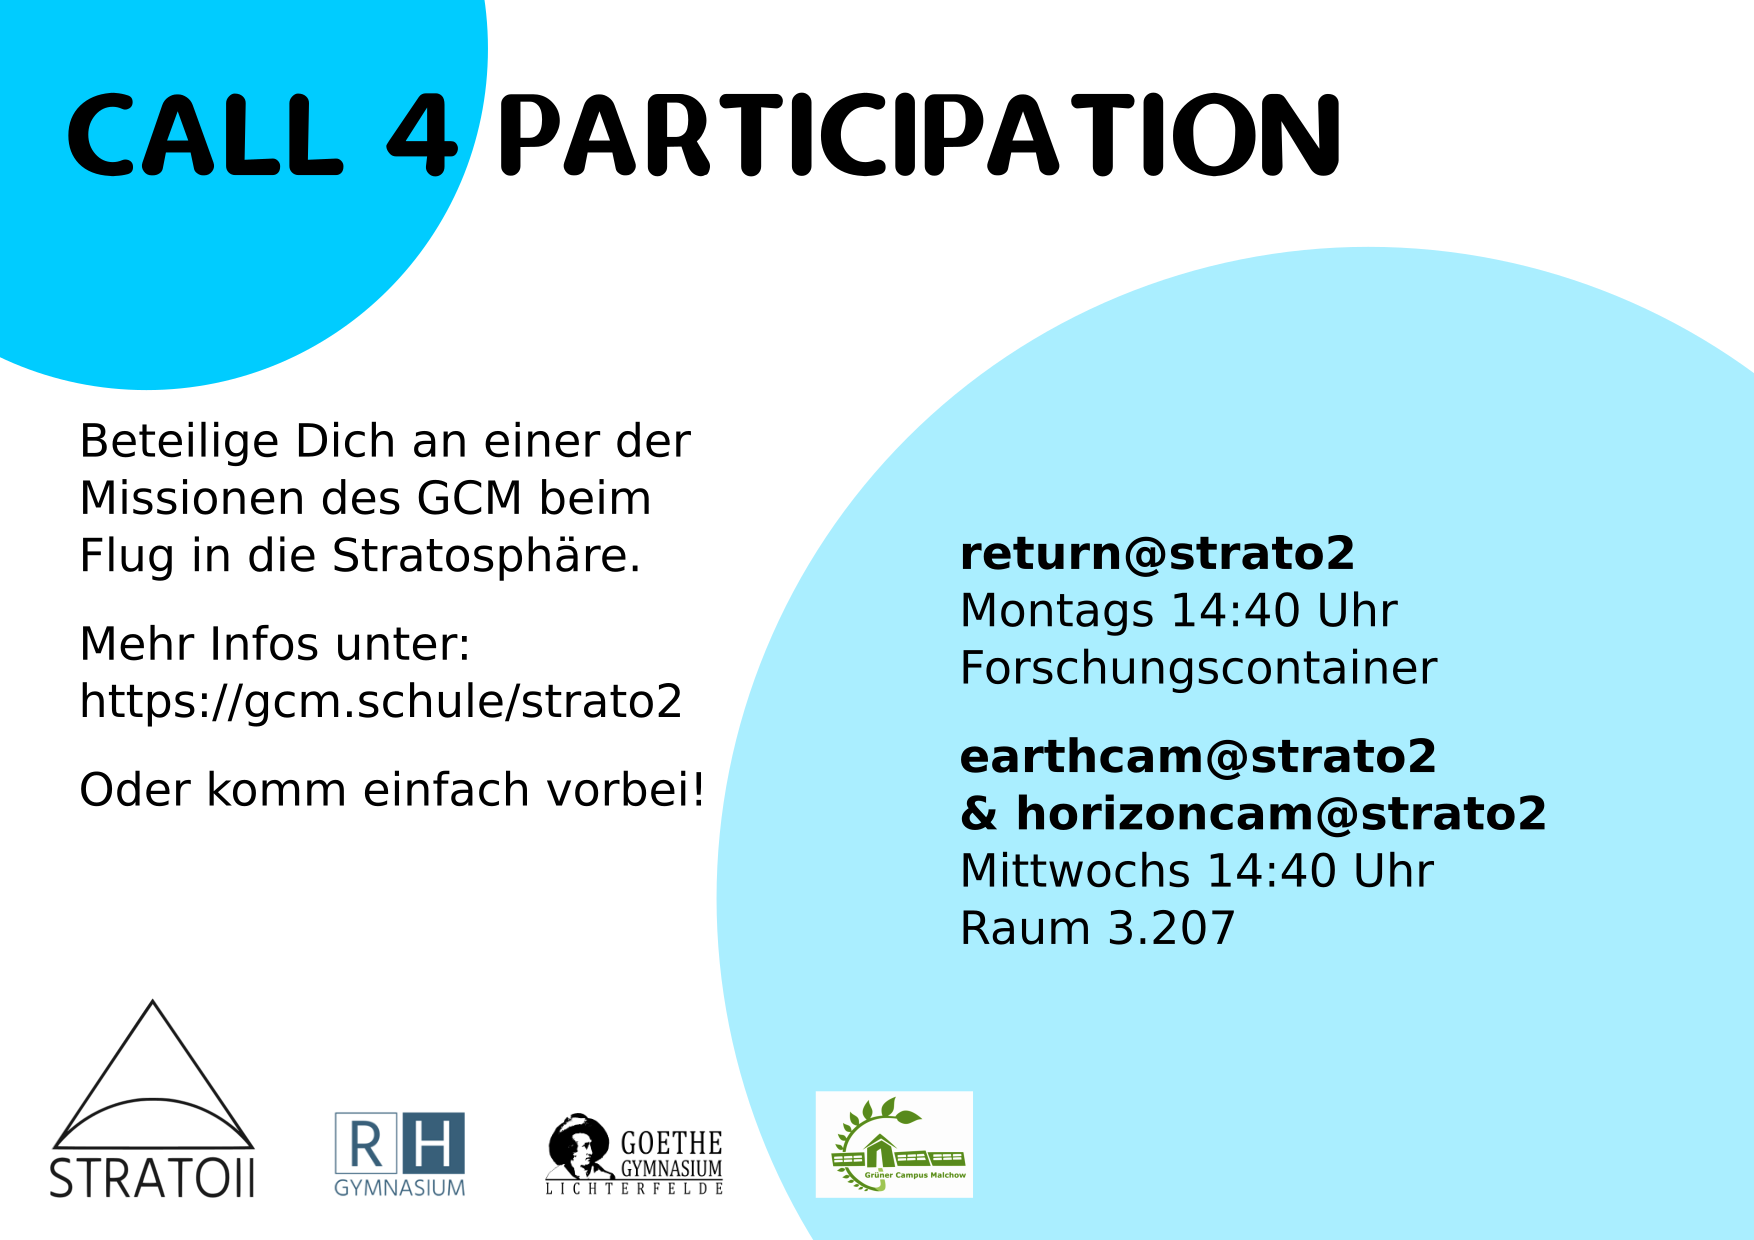 CALL 4 PARTICIPATION
Beteilige Dich an einer der
Missionen des GCM beim
Flug in die Stratosphäre.
Mehr Infos unter:
https://gcm.schule/strato2
Oder komm einfach vorbei!
return@strato2
Montags 14:40 Uhr
Forschungscontainer
earthcam@strato2
& horizoncam@strato2
Mittwochs 14:40 Uhr
Raum 3.207
STRATOII
RH
GYMNASIUM
GOETHE
GYMNASIUM
LICHTERFELDE
Grüner Campus Malchow